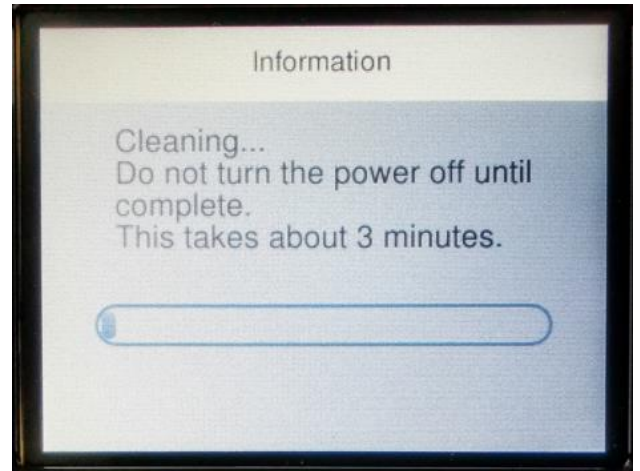 Information
Cleaning...
Do not turn the power off until
complete.
This takes about 3 minutes.